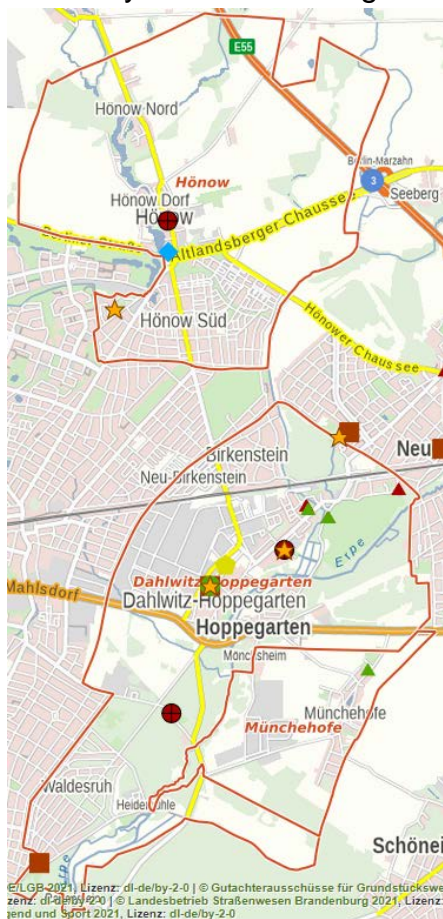 E55
Hönow Nord
Berlin-Marzahn
Hönow
3
Seeberg
Hönow Dorf
Hönow
Altlandsberger Chaussee
Hönow Süd
Hönower Chaussee
Birkenstein
Neu
Neu-Birkenstein
Erpe
Dahlwitz-Hoppegarten
Mahlsdorf
Dahlwitz-Hoppegarten
Hoppegarten
Mönchsheim
Münchehofe
Münchehofe
Waldesruh
Heidemühle
Erpe
Schönei
E/LGB 2021, Lizenz: dl-de/by-2-0 | © Gutachterausschüsse für Grundstückswe
zenz: dl-de/by-2-0 | © Landesbetrieb Straßenwesen Brandenburg 2021, Lizenz
gend und Sport 2021, Lizenz: dl-de/by-2-0